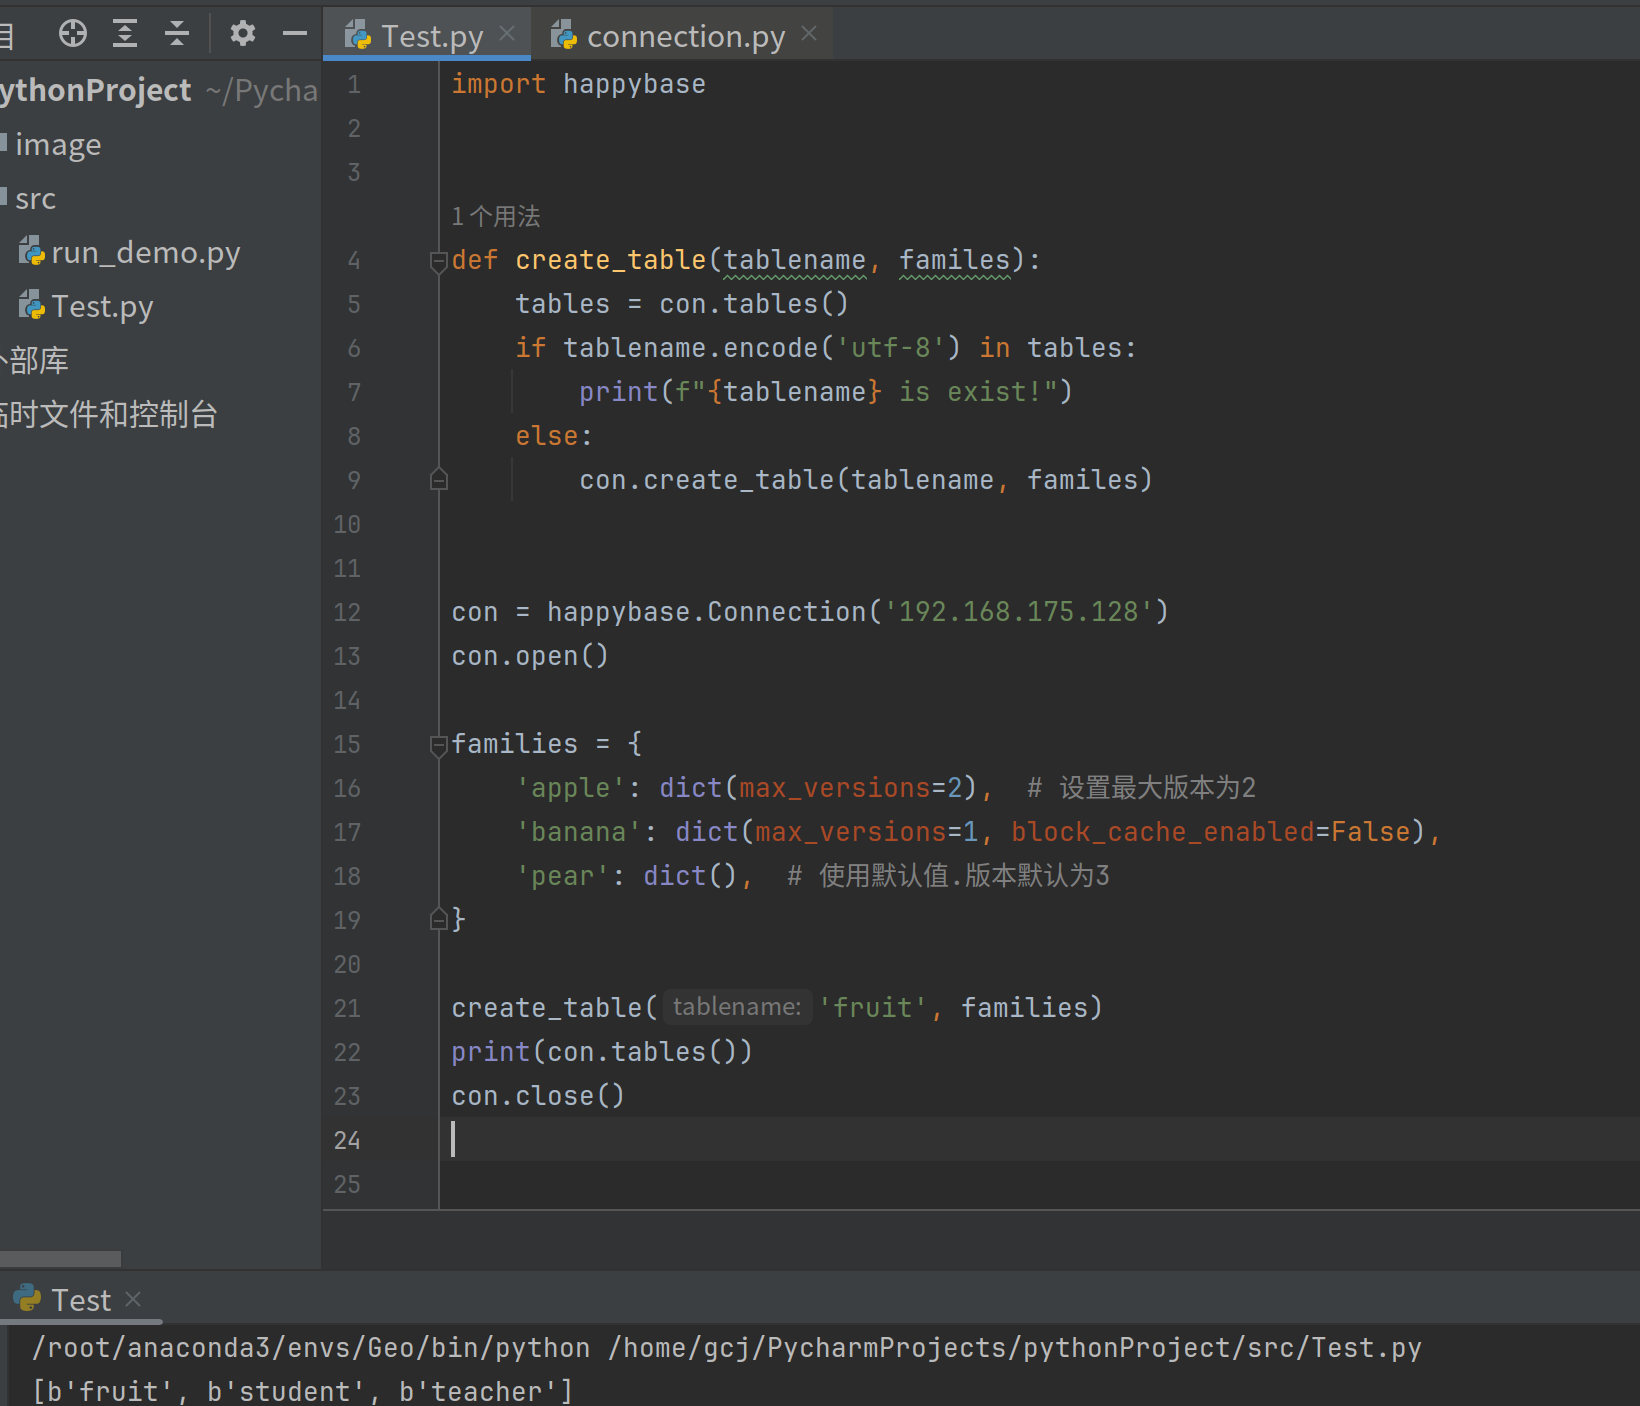 Test.py
connection.py
ythonProject ~/Pycha
image
src
run_demo.py
Test.py
外部库
临时文件和控制台
1 import happybase
2
3
1 个用法
4 def create_table(tablename, familes):
5 tables = con.tables()
6 if tablename.encode('utf-8') in tables:
7 print(f"{tablename} is exist!")
8 else:
9 con.create_table(tablename, familes)
10
11
12 con = happybase.Connection('192.168.175.128')
13 con.open()
14
15 families = {
16 'apple': dict(max_versions=2), # 设置最大版本为2
17 'banana': dict(max_versions=1, block_cache_enabled=False),
18 'pear': dict(), # 使用默认值.版本默认为3
19 }
20
21 create_table( tablename: 'fruit', families)
22 print(con.tables())
23 con.close()
24
25
Test
/root/anaconda3/envs/Geo/bin/python /home/gcj/PycharmProjects/pythonProject/src/Test.py
[b'fruit', b'student', b'teacher']